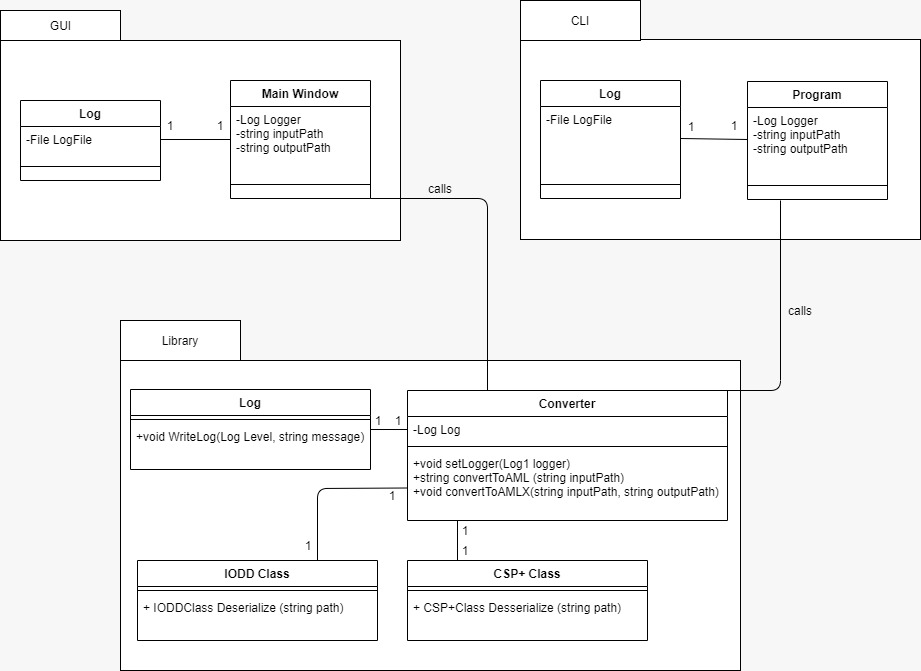 GUI
Log
-File LogFile
1
1
Main Window
-Log Logger
-string inputPath
-string outputPath
calls
CLI
Log
-File LogFile
1
1
Program
-Log Logger
-string inputPath
-string outputPath
calls
Library
Log
+void WriteLog(Log Level, string message)
1
1
Converter
-Log Log
+void setLogger(Log1 logger)
+string convertToAML (string inputPath)
+void convertToAMLX(string inputPath, string outputPath)
1
1
1
1
IODD Class
+ IODDClass Deserialize (string path)
CSP+ Class
+ CSP+Class Desserialize (string path)